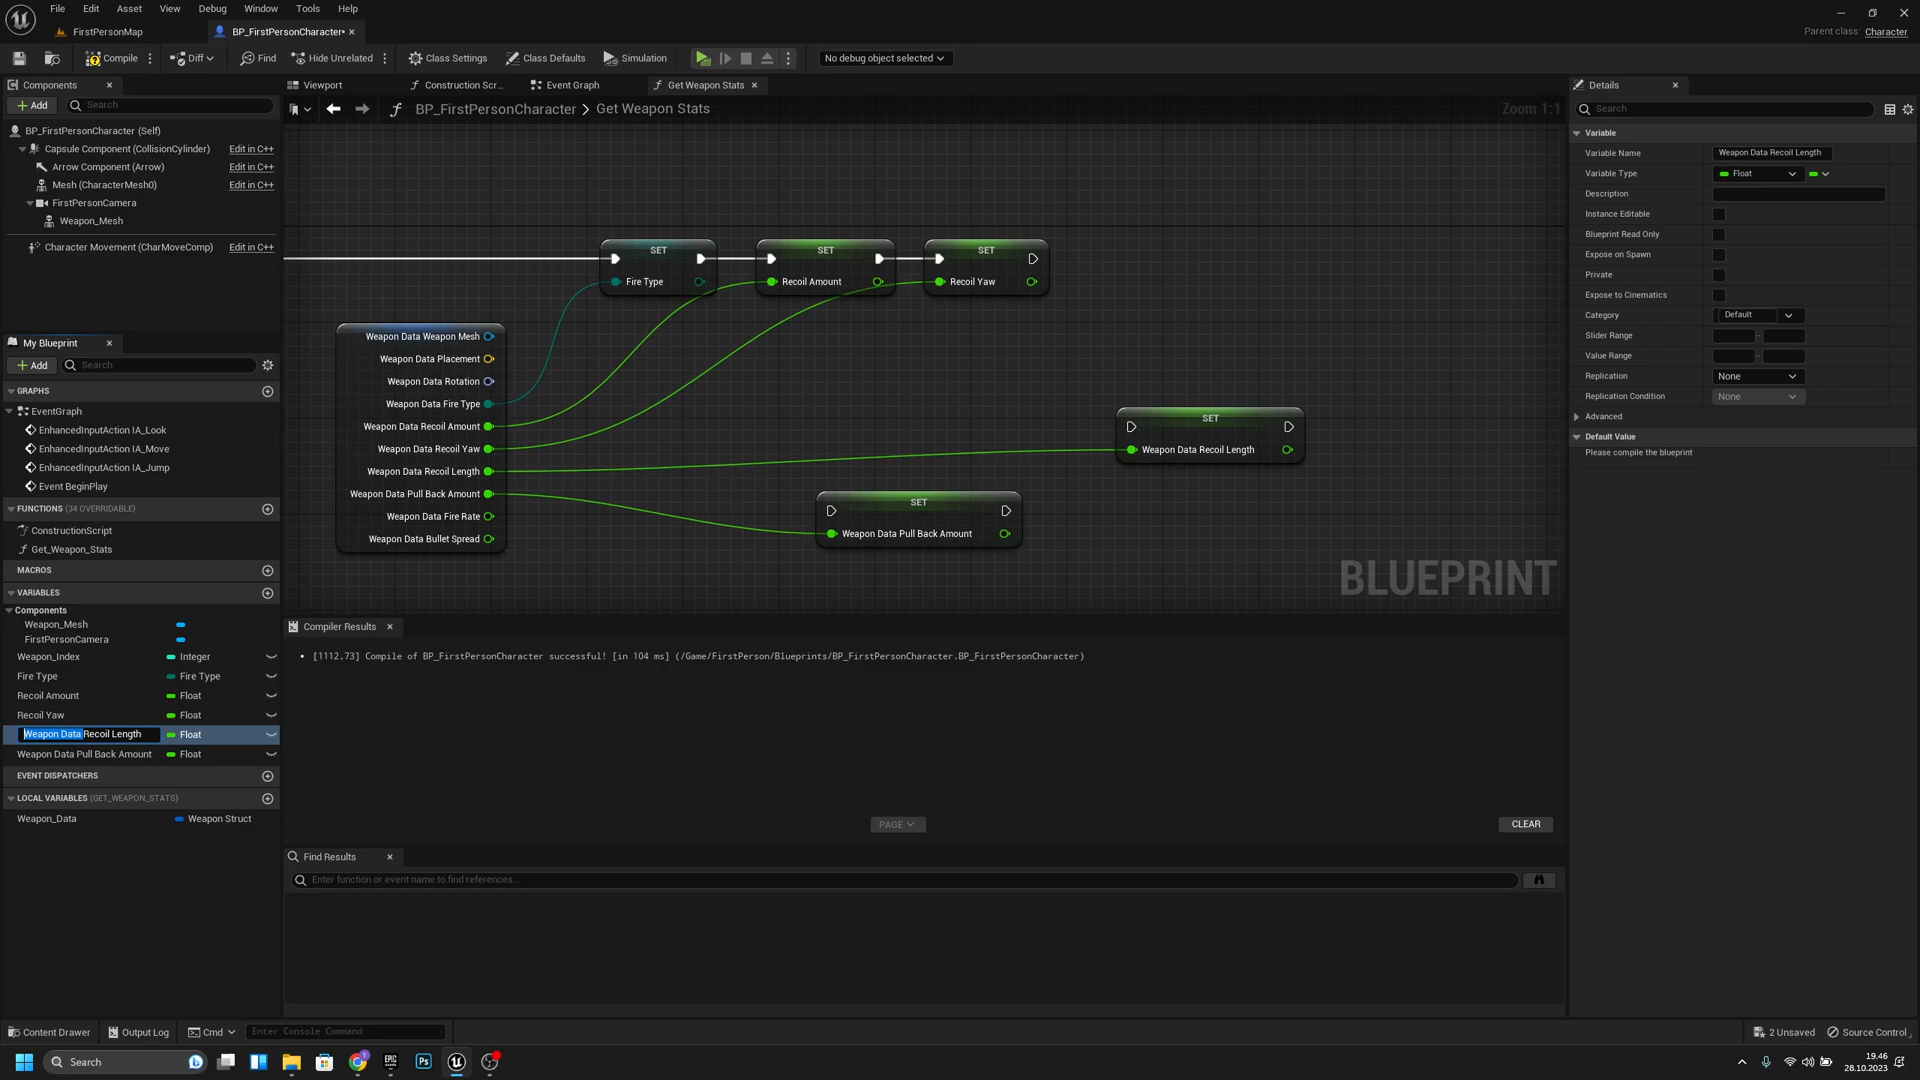 File Edit Asset View Window Debug Tools Help
FirstPersonMap
BP_FirstPersonCharacter•
Parent class: Character
Compile
Diff
Find
Hide Unrelated
Class Settings
Class Defaults
Simulation
No debug object selected
Components
Add
Search
BP_FirstPersonCharacter (Self)
Capsule Component (CollisionCylinder) Edit in C++
Arrow Component (Arrow) Edit in C++
Mesh (CharacterMesh0) Edit in C++
FirstPersonCamera
Weapon_Mesh
Character Movement (CharMoveComp) Edit in C++
My Blueprint
Add
Search
GRAPHS
EventGraph
EnhancedInputAction IA_Look
EnhancedInputAction IA_Move
EnhancedInputAction IA_Jump
Event BeginPlay
FUNCTIONS (34 OVERRIDABLE)
ConstructionScript
Get_Weapon_Stats
MACROS
VARIABLES
Components
Weapon_Mesh
FirstPersonCamera
Weapon_Index Integer
Fire Type Fire Type
Recoil Amount Float
Recoil Yaw Float
Weapon Data Recoil Length Float
Weapon Data Pull Back Amount Float
EVENT DISPATCHERS
LOCAL VARIABLES (GET_WEAPON_STATS)
Weapon_Data Weapon Struct
Viewport
Construction Scr...
Event Graph
Get Weapon Stats
BP_FirstPersonCharacter > Get Weapon Stats
Zoom 1:1
SET
Fire Type
SET
Recoil Amount
SET
Recoil Yaw
Weapon Data Weapon Mesh
Weapon Data Placement
Weapon Data Rotation
Weapon Data Fire Type
Weapon Data Recoil Amount
Weapon Data Recoil Yaw
Weapon Data Recoil Length
Weapon Data Pull Back Amount
Weapon Data Fire Rate
Weapon Data Bullet Spread
SET
Weapon Data Recoil Length
SET
Weapon Data Pull Back Amount
BLUEPRINT
Compiler Results
• [1112,73] Compile of BP_FirstPersonCharacter successful! [in 104 ms] (/Game/FirstPerson/Blueprints/BP_FirstPersonCharacter.BP_FirstPersonCharacter)
PAGE
CLEAR
Find Results
Enter function or event name to find references...
Details
Search
Variable
Variable Name Weapon Data Recoil Length
Variable Type Float
Description
Instance Editable
Blueprint Read Only
Expose on Spawn
Private
Expose to Cinematics
Category Default
Slider Range
Value Range
Replication None
Replication Condition None
Advanced
Default Value
Please compile the blueprint
Content Drawer
Output Log
Cmd
Enter Console Command
2 Unsaved
Source Control
Search
EPIC
Ps
19.46
28.10.2023